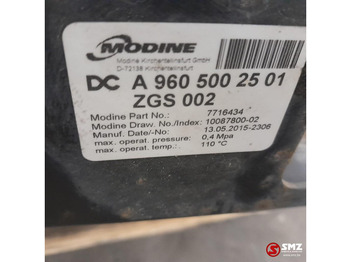 MODINE
Modine Kirchentellinsfurt GmbH
D-72138 Kirchentellinsfurt
DC A 960 500 25 01
ZGS 002
Modine Part No.: 7716434
Modine Draw. No./Index: 10087800-02
Manuf. Date/-No: 13.05.2015-2306
max. operat. pressure: 0,4 Mpa
max. operat. temp.: 110 °C
SMZ